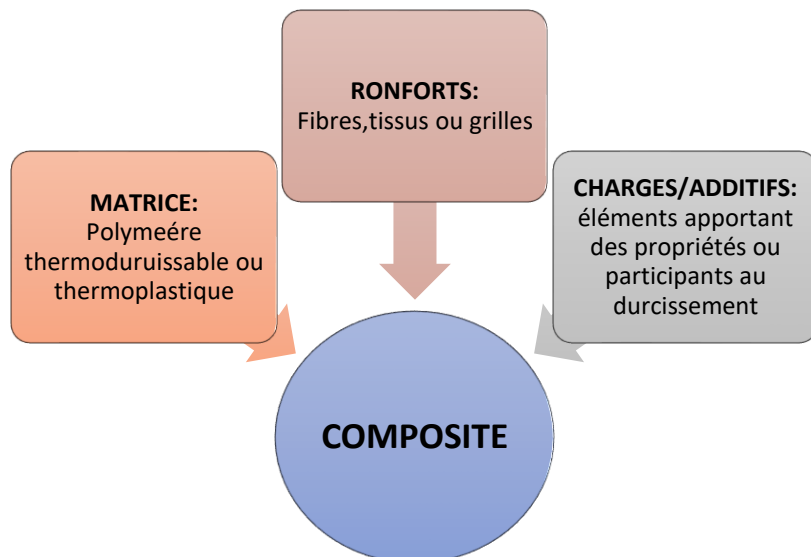 RONFORTS:
Fibres,tissus ou grilles
MATRICE:
Polymeére
thermoduruissable ou
thermoplastique
CHARGES/ADDITIFS:
éléments apportant
des propriétés ou
participants au
durcissement
COMPOSITE